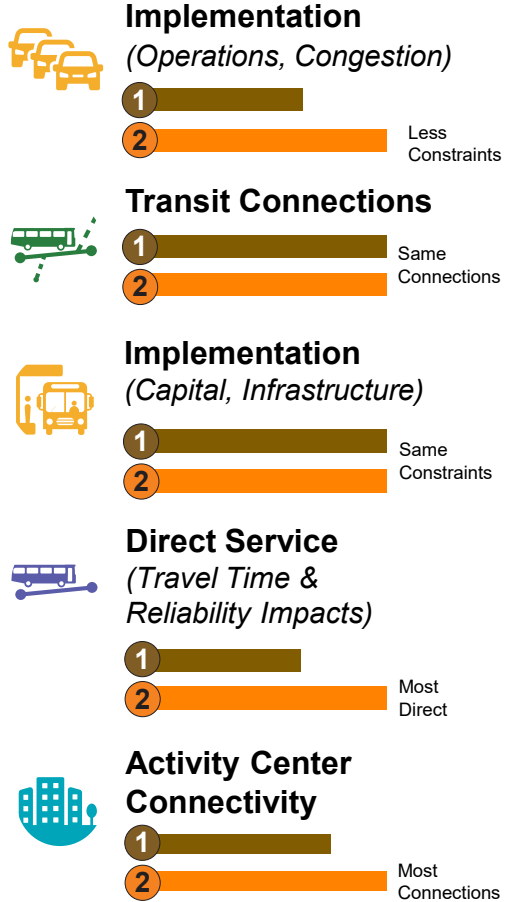 Implementation
(Operations, Congestion)
1
2
Less
Constraints
Transit Connections
1
2
Same
Connections
Implementation
(Capital, Infrastructure)
1
2
Same
Constraints
Direct Service
(Travel Time &
Reliability Impacts)
1
2
Most
Direct
Activity Center
Connectivity
1
2
Most
Connections